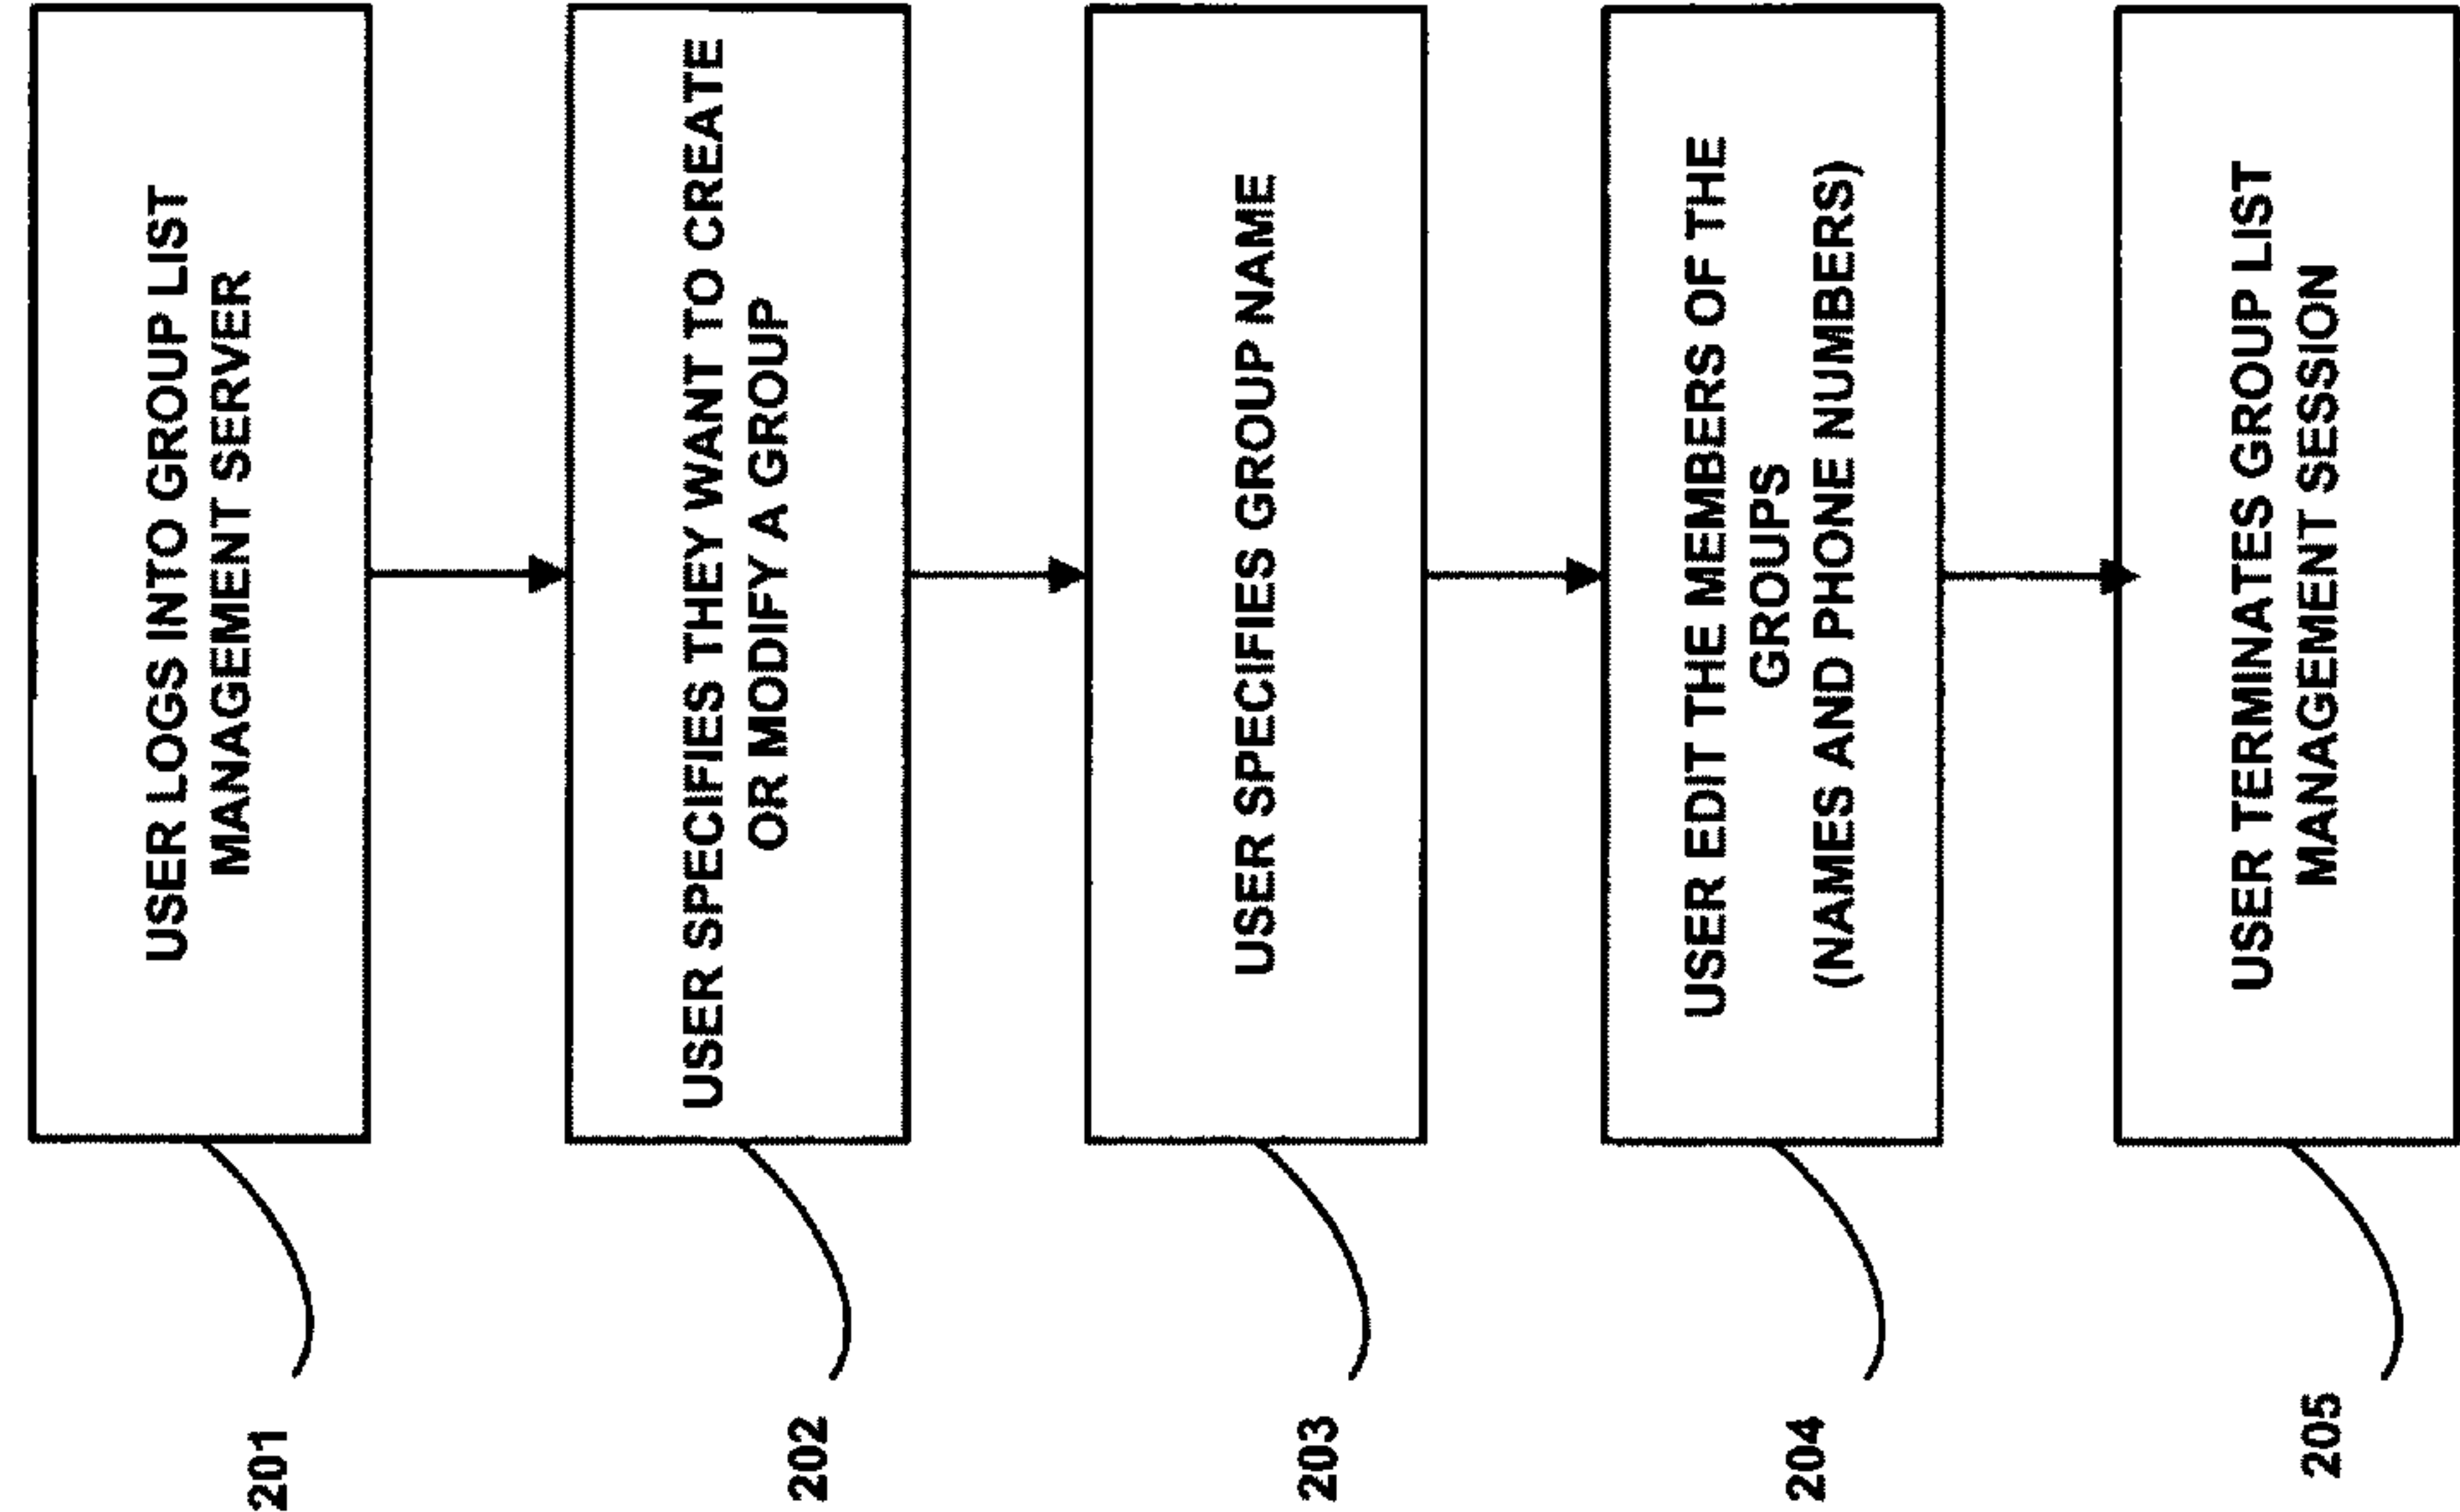 201
USER LOGS INTO GROUP LIST
MANAGEMENT SERVER
202
USER SPECIFIES THEY WANT TO CREATE
OR MODIFY A GROUP
203
USER SPECIFIES GROUP NAME
204
USER EDIT THE MEMBERS OF THE
GROUPS
(NAMES AND PHONE NUMBERS)
205
USER TERMINATES GROUP LIST
MANAGEMENT SESSION